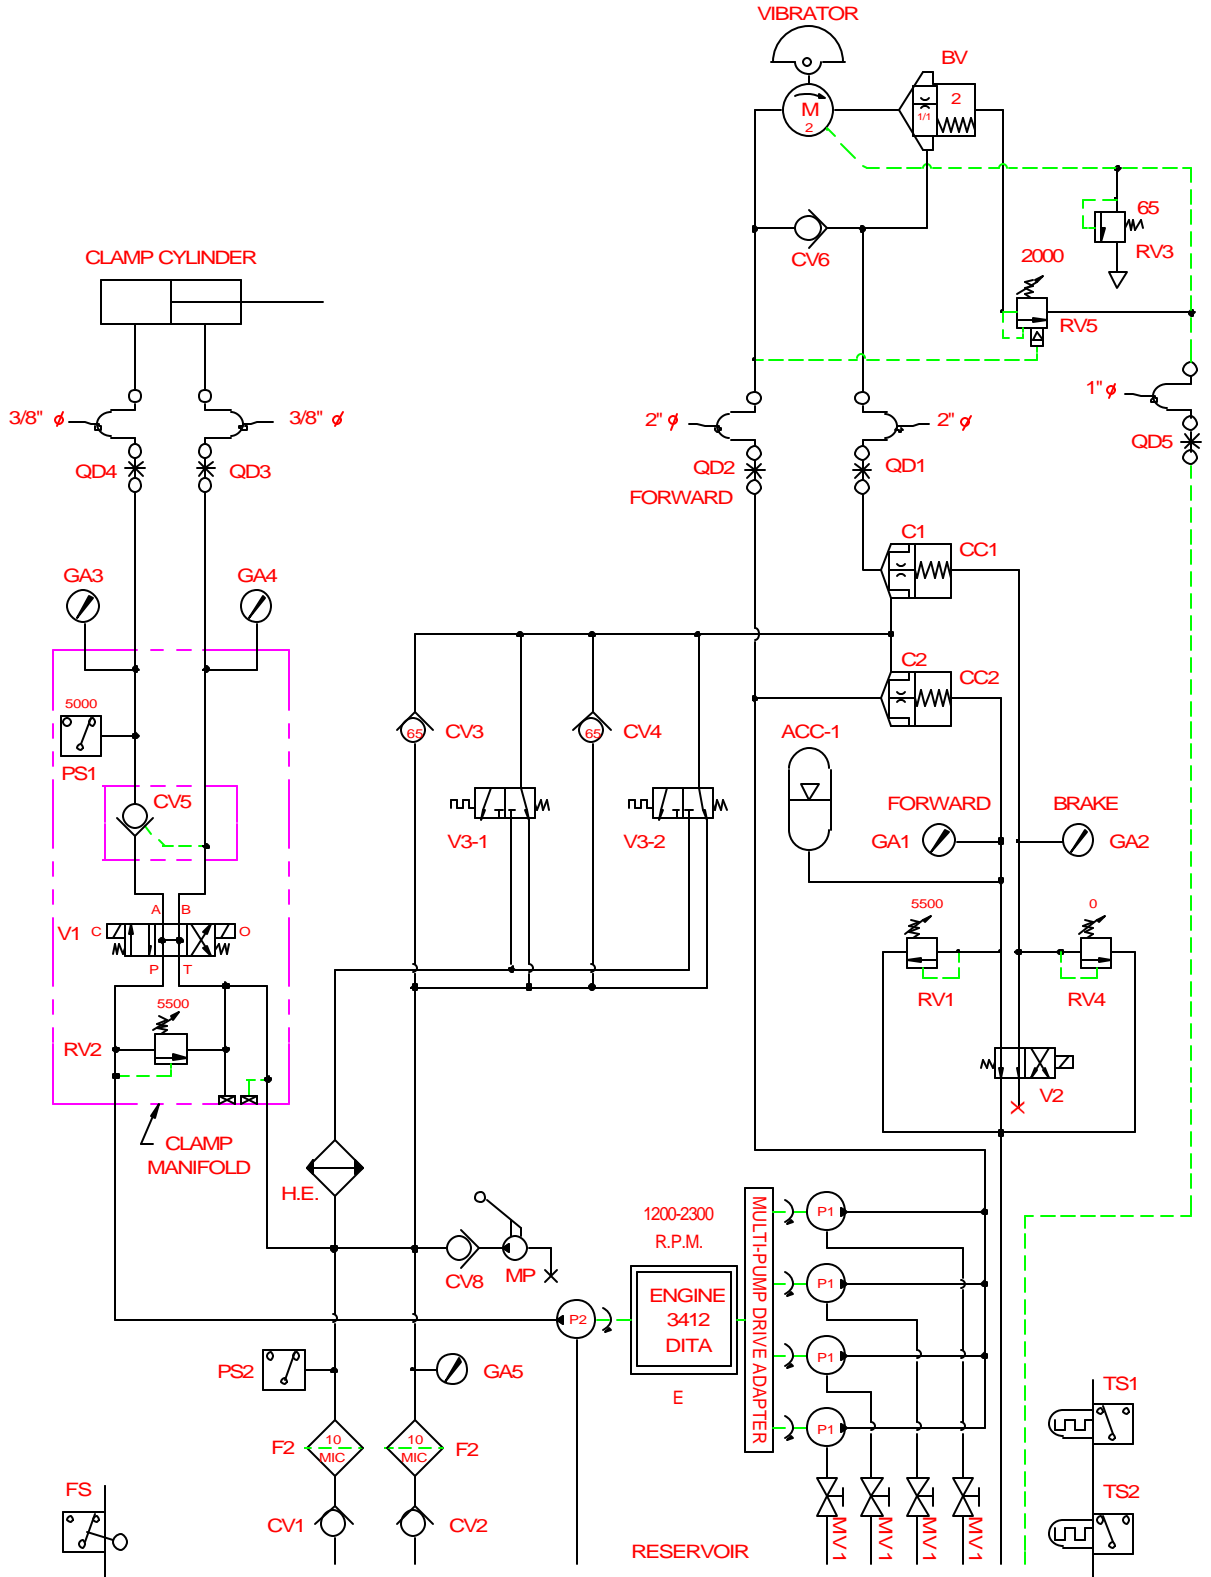 VIBRATOR
BV
2
M
2
1/1
65
RV3
CV6
2000
RV5
CLAMP CYLINDER
3/8" ϕ
3/8" ϕ
2" ϕ
2" ϕ
1" ϕ
QD4
QD3
QD2
QD1
QD5
FORWARD
C1
CC1
GA3
GA4
C2
CC2
5000
PS1
65
CV3
65
CV4
ACC-1
CV5
V3-1
V3-2
FORWARD
BRAKE
GA1
GA2
A
B
V1
C
O
P
T
5500
0
RV1
RV4
5500
RV2
V2
CLAMP
MANIFOLD
H.E.
CV8
MP
1200-2300
R.P.M.
MULTI-PUMP DRIVE ADAPTER
P1
P1
P1
P1
P2
ENGINE
3412
DITA
E
PS2
GA5
TS1
F2
10
MIC
10
MIC
F2
FS
CV1
CV2
TS2
MV1
MV1
MV1
MV1
RESERVOIR